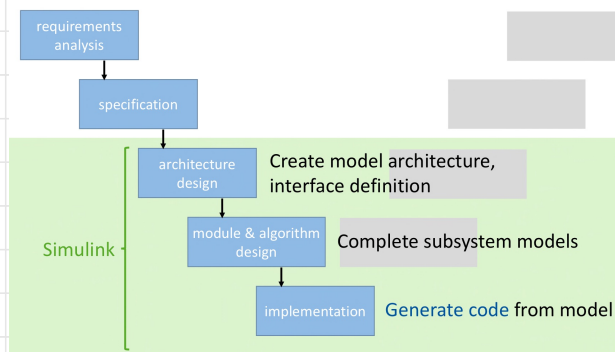 requirements
analysis
specification
architecture
design
Create model architecture,
interface definition
Simulink
module & algorithm
design
Complete subsystem models
implementation
Generate code from model